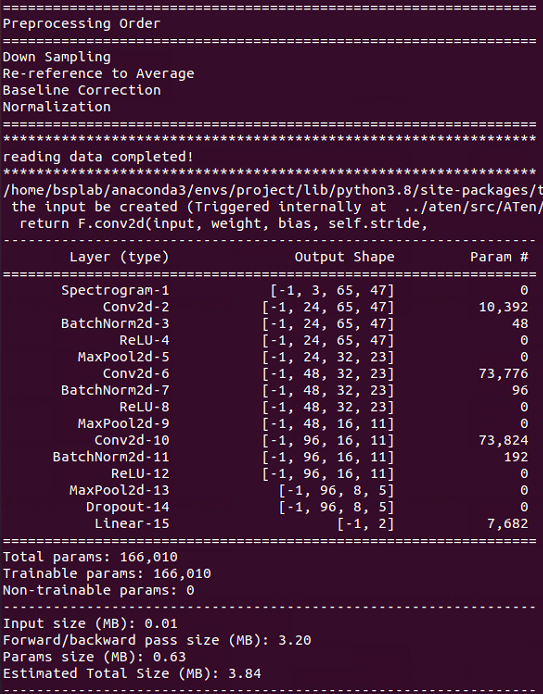 ================================================================
Preprocessing Order
================================================================
Down Sampling
Re-reference to Average
Baseline Correction
Normalization
================================================================
****************************************************************
reading data completed!
****************************************************************
/home/bsplab/anaconda3/envs/project/lib/python3.8/site-packages/t
the input be created (Triggered internally at  ../aten/src/ATen/
return F.conv2d(input, weight, bias, self.stride,
----------------------------------------------------------------
Layer (type) Output Shape Param #
================================================================
Spectrogram-1 [-1, 3, 65, 47] 0
Conv2d-2 [-1, 24, 65, 47] 10,392
BatchNorm2d-3 [-1, 24, 65, 47] 48
ReLU-4 [-1, 24, 65, 47] 0
MaxPool2d-5 [-1, 24, 32, 23] 0
Conv2d-6 [-1, 48, 32, 23] 73,776
BatchNorm2d-7 [-1, 48, 32, 23] 96
ReLU-8 [-1, 48, 32, 23] 0
MaxPool2d-9 [-1, 48, 16, 11] 0
Conv2d-10 [-1, 96, 16, 11] 73,824
BatchNorm2d-11 [-1, 96, 16, 11] 192
ReLU-12 [-1, 96, 16, 11] 0
MaxPool2d-13 [-1, 96, 8, 5] 0
Dropout-14 [-1, 96, 8, 5] 0
Linear-15 [-1, 2] 7,682
================================================================
Total params: 166,010
Trainable params: 166,010
Non-trainable params: 0
----------------------------------------------------------------
Input size (MB): 0.01
Forward/backward pass size (MB): 3.20
Params size (MB): 0.63
Estimated Total Size (MB): 3.84
----------------------------------------------------------------